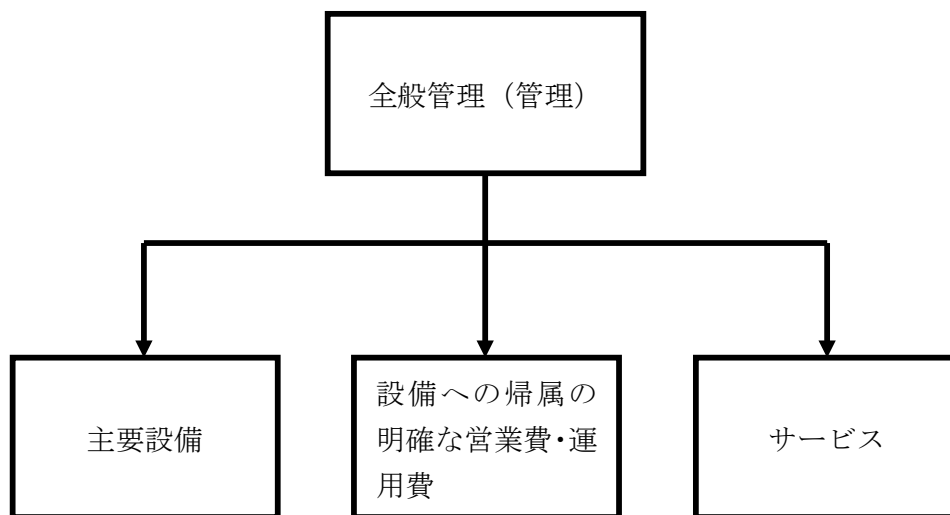 全般管理（管理）
主要設備
設備への帰属の
明確な営業費・運
用費
サービス